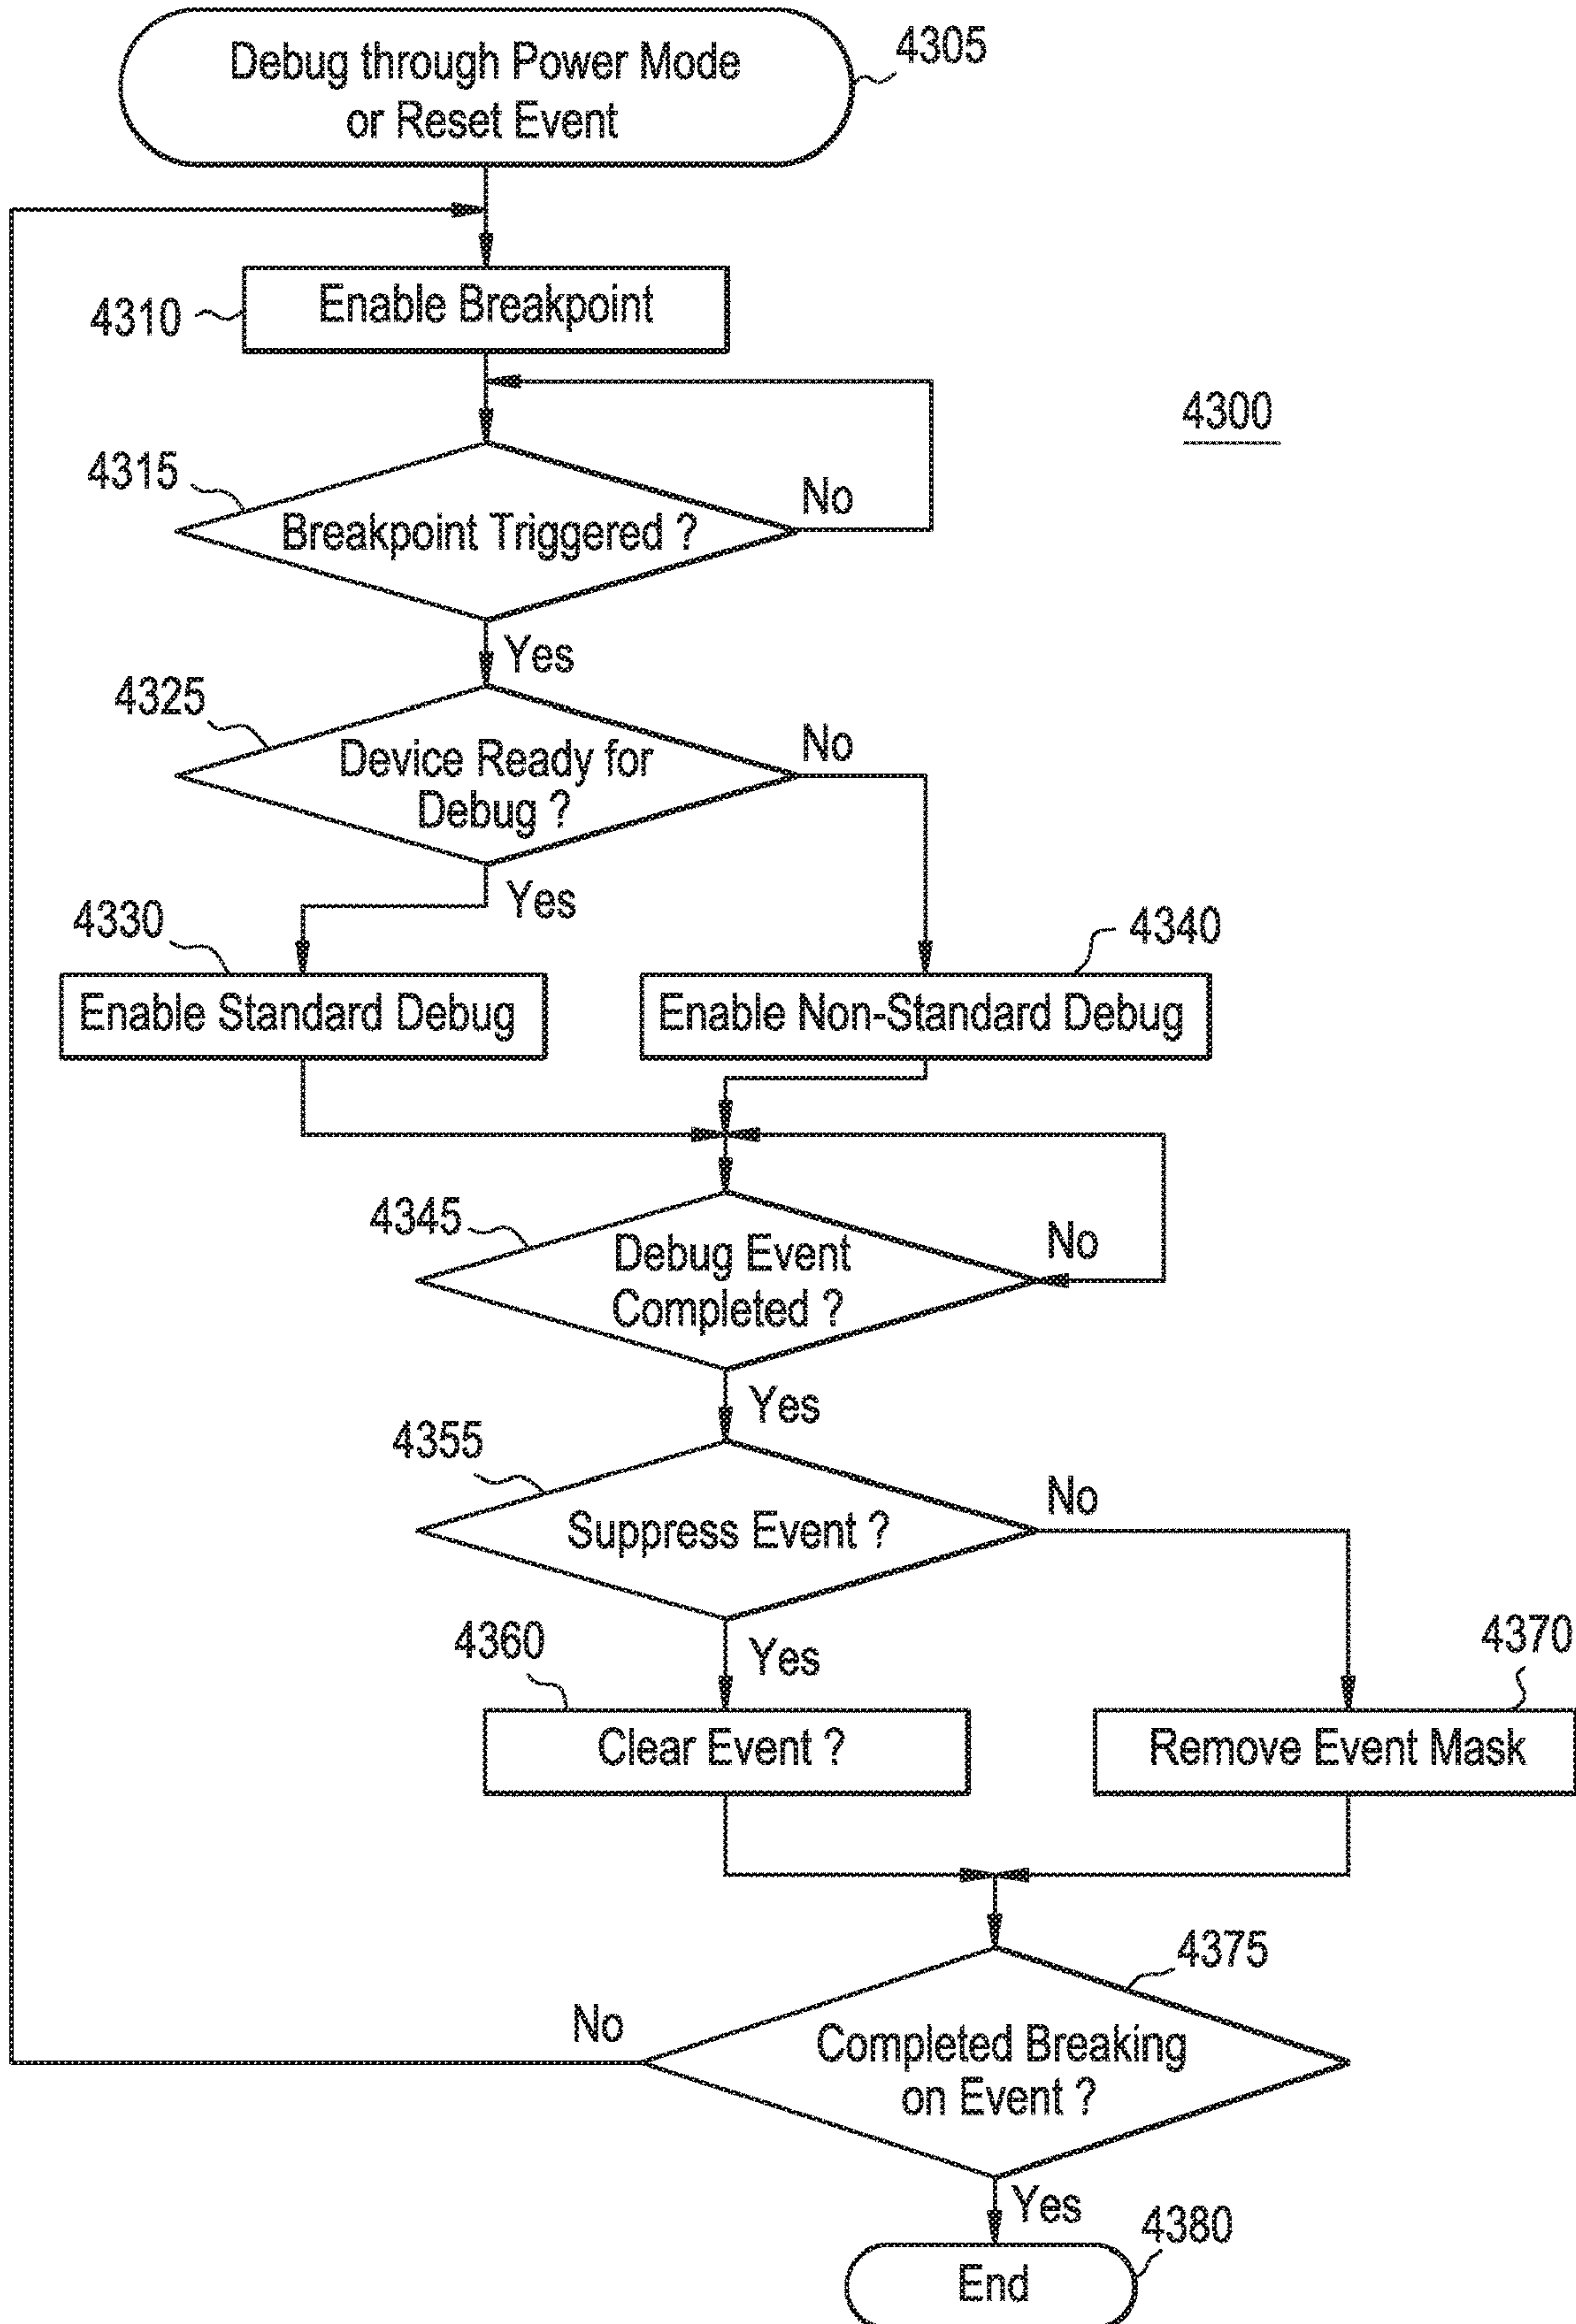 Debug through Power Mode
or Reset Event
4305
4310
Enable Breakpoint
4300
4315
Breakpoint Triggered ?
No
Yes
4325
Device Ready for
Debug ?
No
Yes
4330
Enable Standard Debug
4340
Enable Non-Standard Debug
4345
Debug Event
Completed ?
No
Yes
4355
Suppress Event ?
No
Yes
4360
Clear Event ?
4370
Remove Event Mask
4375
Completed Breaking
on Event ?
No
Yes
4380
End